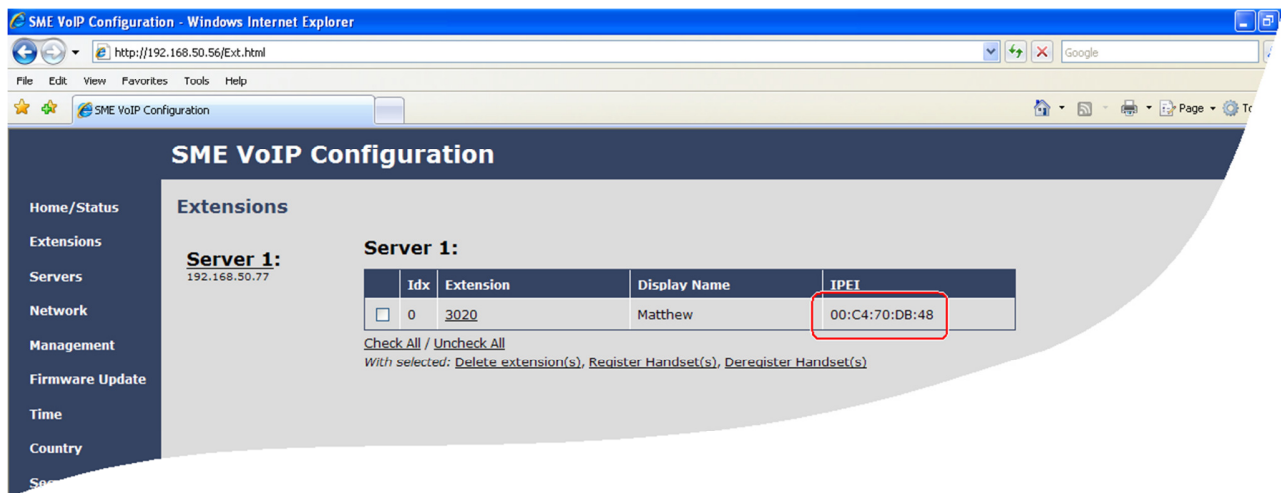 SME VoIP Configuration - Windows Internet Explorer
http://192.168.50.56/Ext.html
Google
File Edit View Favorites Tools Help
SME VoIP Configuration
Page
SME VoIP Configuration
Home/Status
Extensions
Servers
Network
Management
Firmware Update
Time
Country
Extensions
Server 1:
192.168.50.77
Server 1:
Idx Extension Display Name IPEI
0 3020 Matthew 00:C4:70:DB:48
Check All / Uncheck All
With selected: Delete extension(s), Register Handset(s), Deregister Handset(s)